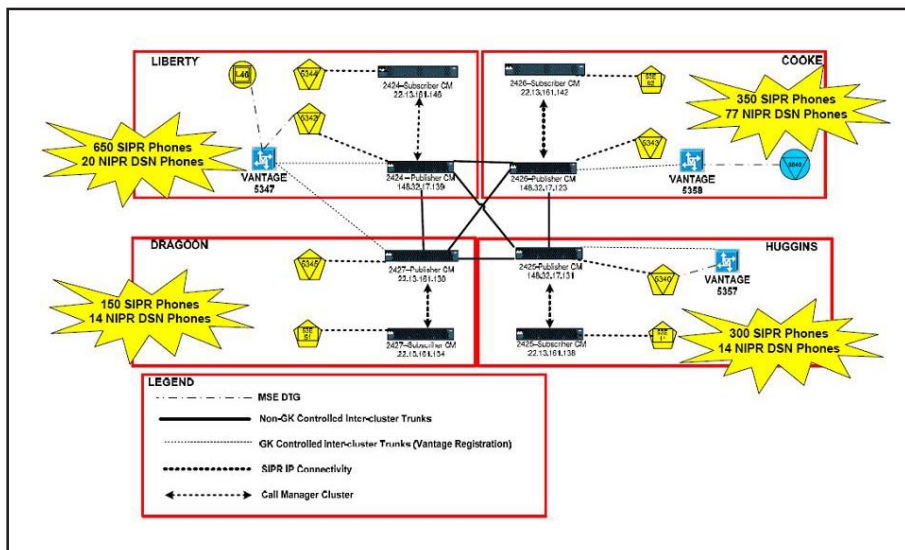 LIBERTY
L46
5344
2424–Subscriber CM
22.13.161.146
5342
650 SIPR Phones
20 NIPR DSN Phones
VANTAGE
5347
2424 –Publisher CM
148.32.17.139
COOKE
2426–Subscriber CM
22.13.161.142
350 SIPR Phones
77 NIPR DSN Phones
5343
2426–Publisher CM
148.32.17.123
VANTAGE
5358
DRAGOON
5345
2427–Publisher CM
22.13.161.130
150 SIPR Phones
14 NIPR DSN Phones
2427–Subscriber CM
22.13.161.134
HUGGINS
2425-Publisher CM
148.32.17.131
5340
VANTAGE
5357
2425–Subscriber CM
22.13.161.138
300 SIPR Phones
14 NIPR DSN Phones
LEGEND
MSE DTG
Non-GK Controlled Inter-cluster Trunks
GK Controlled Inter-cluster Trunks (Vantage Registration)
SIPR IP Connectivity
Call Manager Cluster